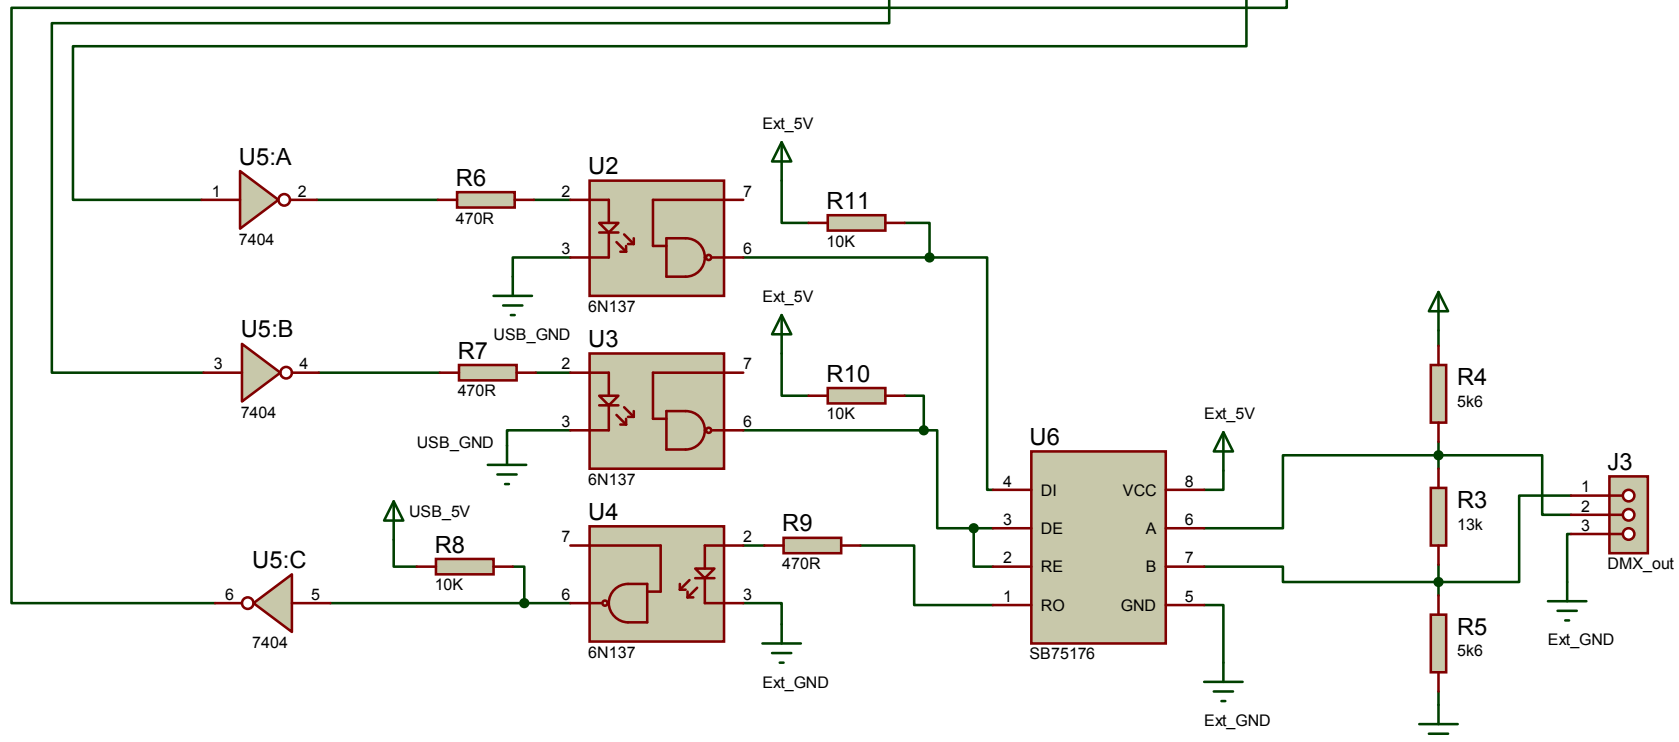 Ext_5V
U5:A
1
2
7404
R6
470R
U2
2
3
7
6
6N137
USB_GND
R11
10K
Ext_5V
U5:B
3
4
7404
R7
470R
U3
2
3
7
6
6N137
USB_GND
R10
10K
USB_5V
R8
10K
U5:C
6
5
7404
U4
7
6
2
3
6N137
R9
470R
Ext_GND
U6
4 DI
3 DE
2 RE
1 RO
VCC 8
A 6
B 7
GND 5
SB75176
Ext_5V
Ext_GND
R4
5k6
R3
13k
R5
5k6
J3
1
2
3
DMX_out
Ext_GND